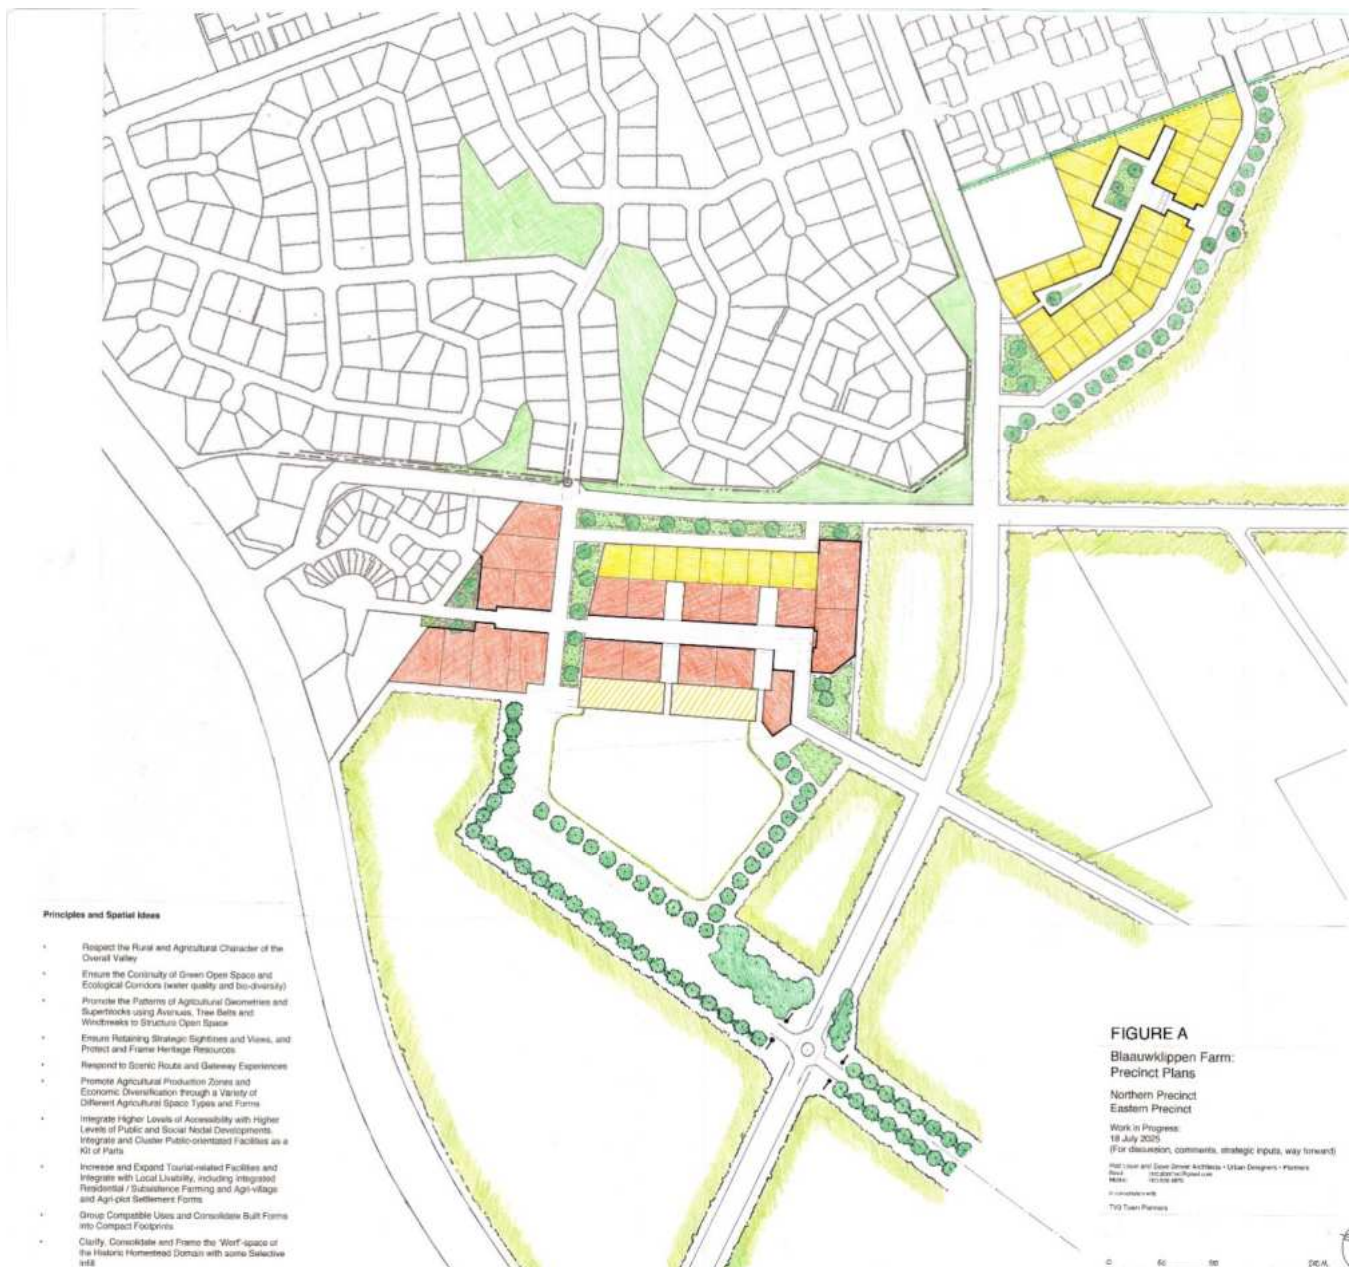 Principles and Spatial Ideas
Respect the Rural and Agricultural Character of the
Overall Valley
Ensure the Continuity of Green Open Space and
Ecological Corridors (water quality and bio-diversity)
Promote the Patterns of Agricultural Geometries and
Superblocks using Avenues, Tree Belts and
Windbreaks to Structure Open Space
Ensure Retaining Strategic Sightlines and Views, and
Protect and Frame Heritage Resources
Respond to Scenic Route and Gateway Experiences
Promote Agricultural Production Zones and
Economic Diversification through a Variety of
Different Agricultural Space Types and Forms
Integrate Higher Levels of Accessibility with Higher
Levels of Public and Social Nodal Developments.
Integrate and Cluster Public-orientated Facilities as a
Kit of Parts
Increase and Expand Tourist-related Facilities and
Integrate with Local Livability, including integrated
Residential / Subsistence Farming and Agri-village
and Agri-plot Settlement Forms
Group Compatible Uses and Consolidate Built Forms
into Compact Footprints
Clarify, Consolidate and Frame the 'Werf'-space of
the Historic Homestead Domain with some Selective
Infill
FIGURE A
Blaauwklippen Farm:
Precinct Plans
Northern Precinct
Eastern Precinct
Work in Progress:
18 July 2025
(For discussion, comments, strategic inputs, way forward)
Architects • Urban Designers • Planners
in consultation with
TV3 Town Planners